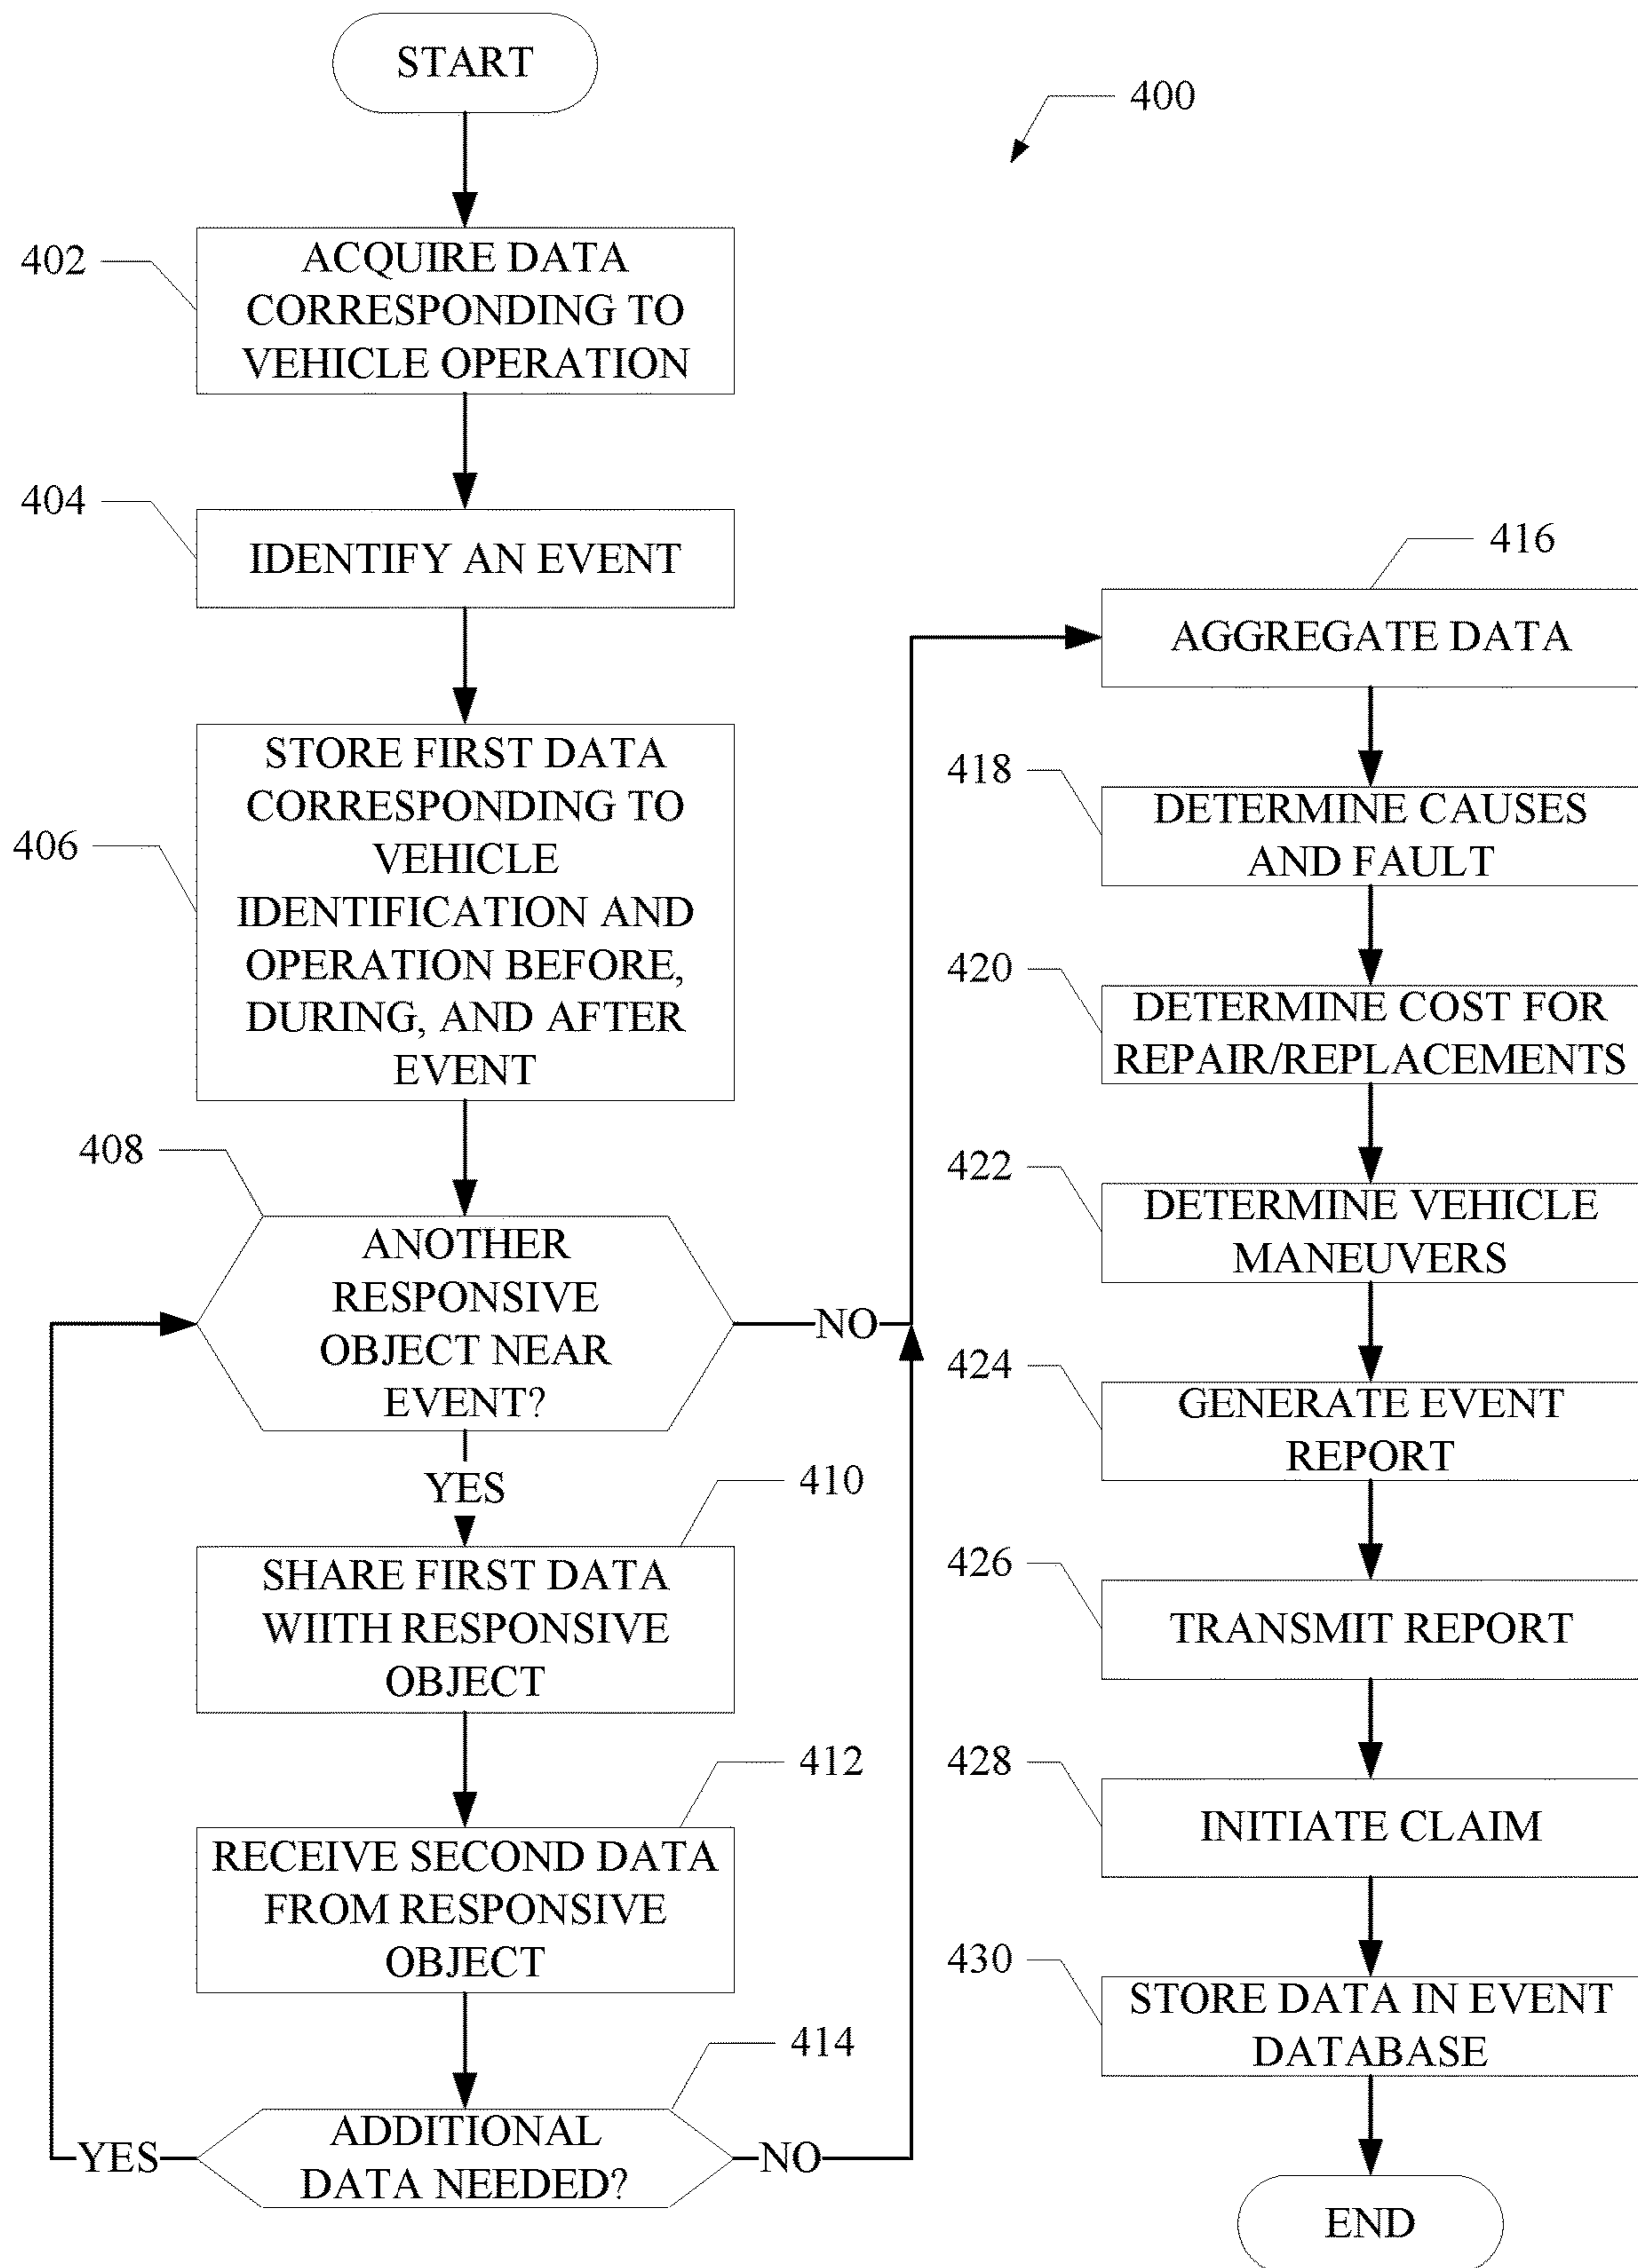 START
400
402
ACQUIRE DATA
CORRESPONDING TO
VEHICLE OPERATION
404
IDENTIFY AN EVENT
406
STORE FIRST DATA
CORRESPONDING TO
VEHICLE
IDENTIFICATION AND
OPERATION BEFORE,
DURING, AND AFTER
EVENT
408
ANOTHER
RESPONSIVE
OBJECT NEAR
EVENT?
NO
YES
410
SHARE FIRST DATA
WIITH RESPONSIVE
OBJECT
412
RECEIVE SECOND DATA
FROM RESPONSIVE
OBJECT
414
ADDITIONAL
DATA NEEDED?
YES
NO
416
AGGREGATE DATA
418
DETERMINE CAUSES
AND FAULT
420
DETERMINE COST FOR
REPAIR/REPLACEMENTS
422
DETERMINE VEHICLE
MANEUVERS
424
GENERATE EVENT
REPORT
426
TRANSMIT REPORT
428
INITIATE CLAIM
430
STORE DATA IN EVENT
DATABASE
END